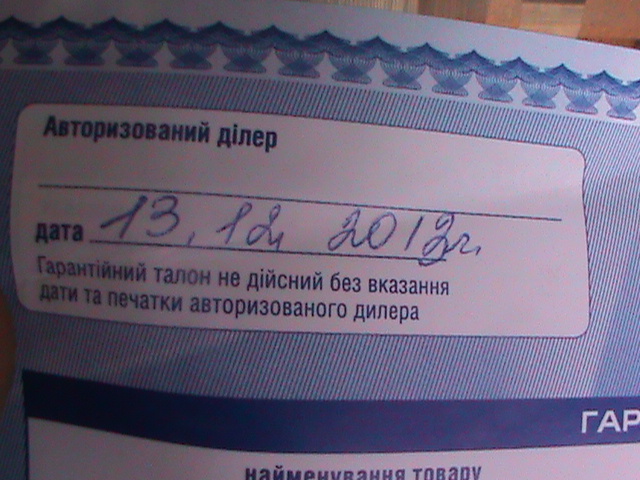 Авторизований ділер
дата 13.12 2012г.
Гарантійний талон не дійсний без вказання
дати та печатки авторизованого дилера
ГАР
найменування товару